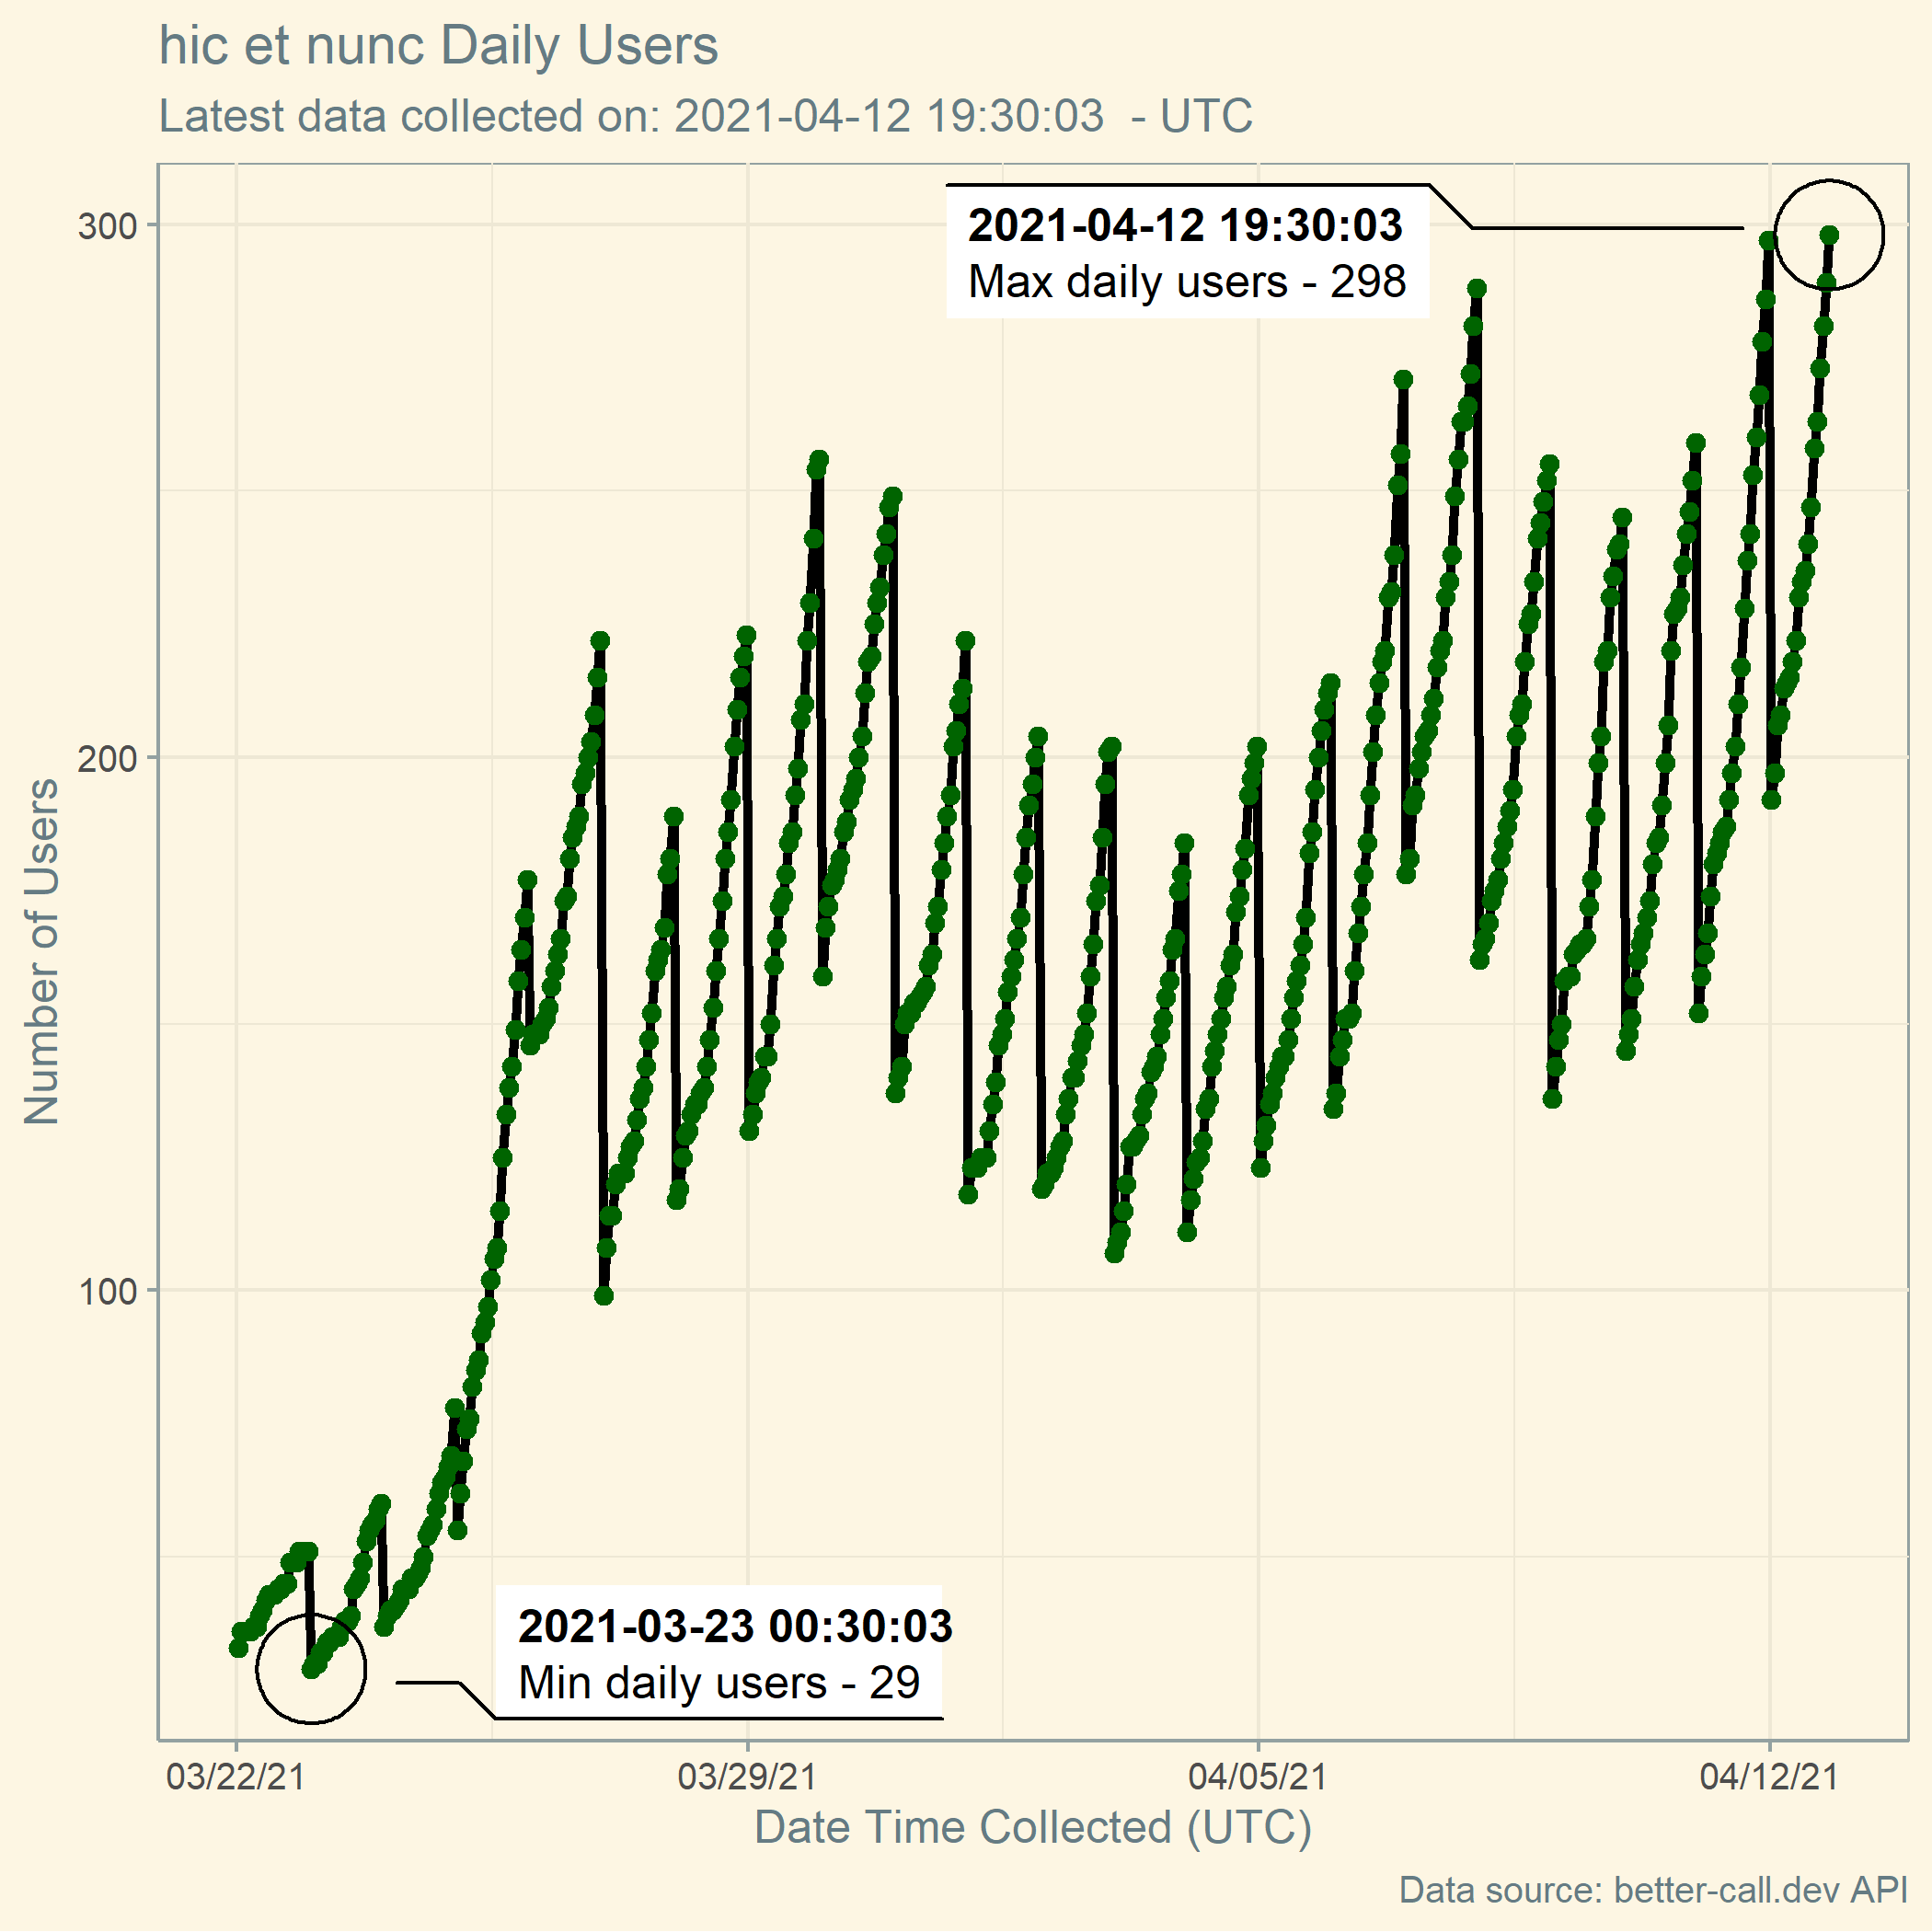 hic et nunc Daily Users
Latest data collected on: 2021-04-12 19:30:03  - UTC
300
2021-04-12 19:30:03
Max daily users - 298
200
Number of Users
100
2021-03-23 00:30:03
Min daily users - 29
03/22/21
03/29/21
04/05/21
04/12/21
Date Time Collected (UTC)
Data source: better-call.dev API